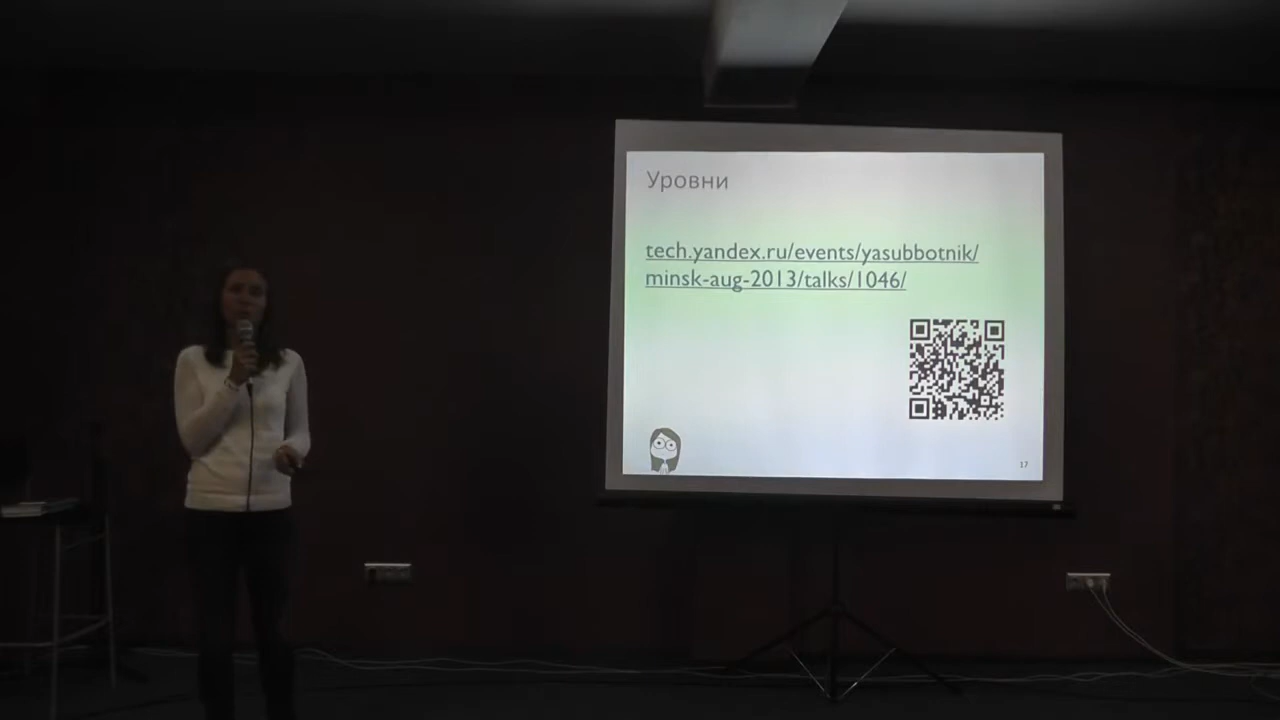 Уровни
tech.yandex.ru/events/yasubbotnik/
minsk-aug-2013/talks/1046/
17